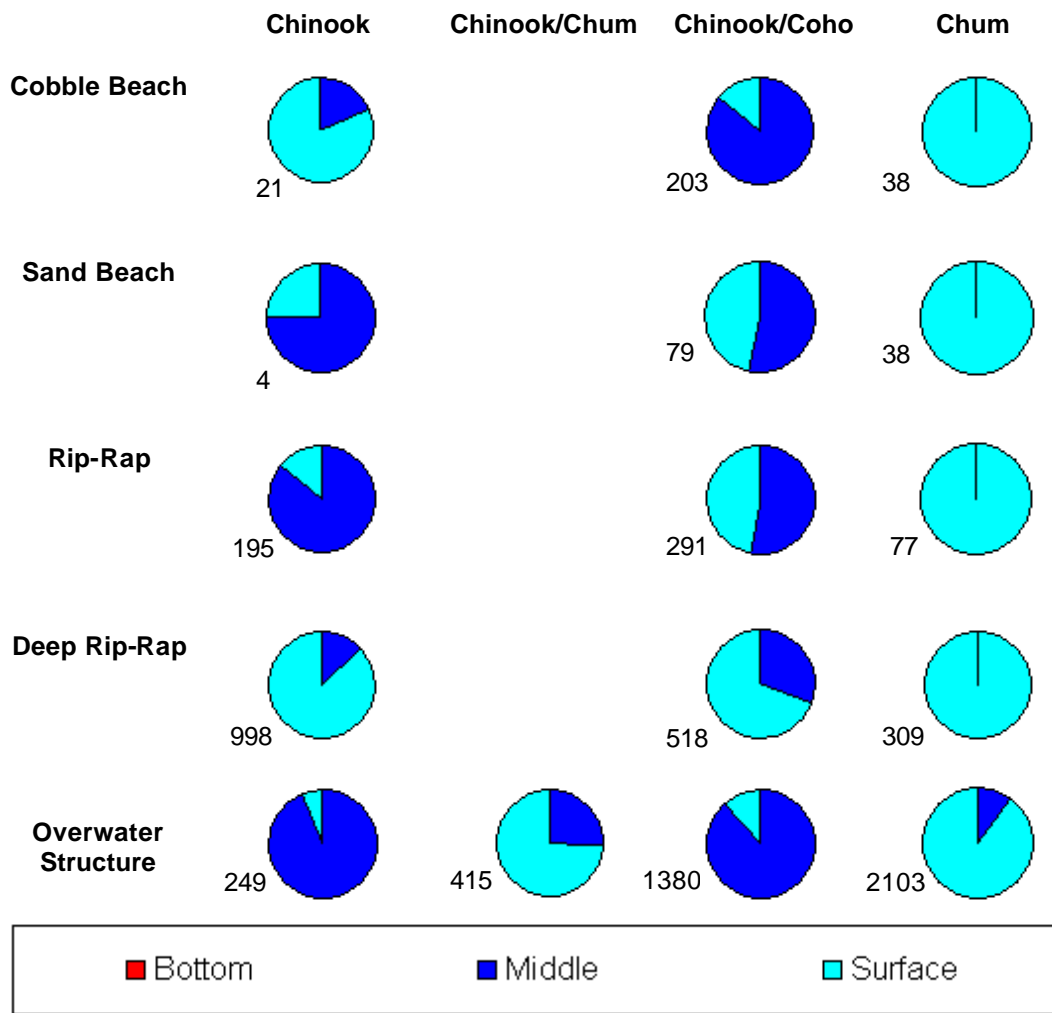 Chinook Chinook/Chum Chinook/Coho Chum
Cobble Beach
21 203 38
Sand Beach
4 79 38
Rip-Rap
195 291 77
Deep Rip-Rap
998 518 309
Overwater
Structure
249 415 1380 2103
Bottom Middle Surface